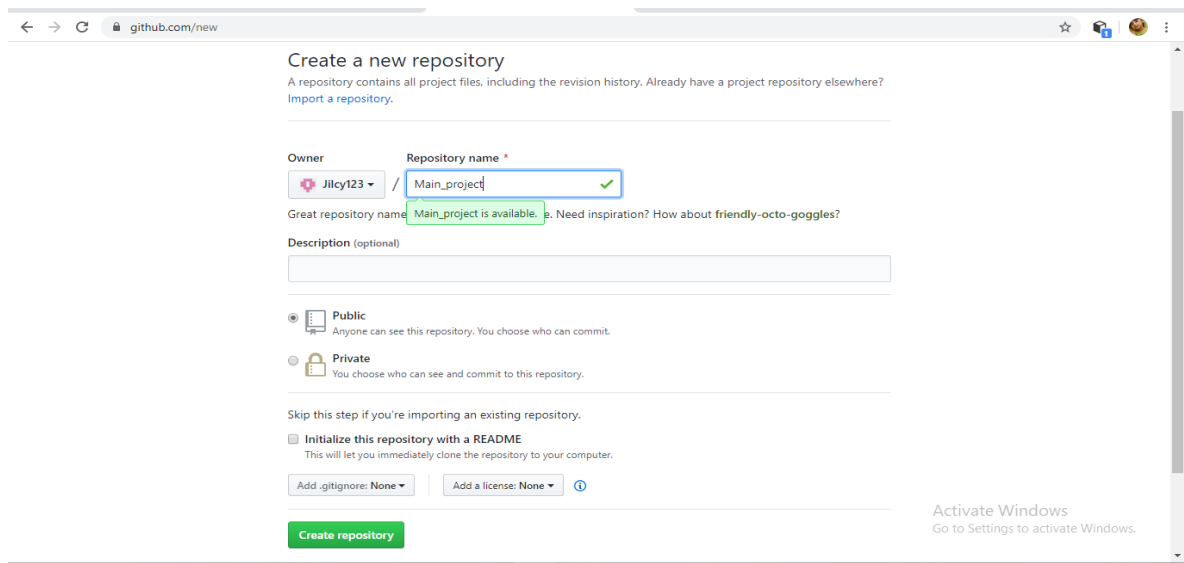 github.com/new
1
Create a new repository
A repository contains all project files, including the revision history. Already have a project repository elsewhere?
Import a repository.
Owner
Repository name *
Jilcy123
/
Main_project
Great repository name
Main_project is available.
e. Need inspiration? How about friendly-octo-goggles?
Description (optional)
Public
Anyone can see this repository. You choose who can commit.
Private
You choose who can see and commit to this repository.
Skip this step if you're importing an existing repository.
Initialize this repository with a README
This will let you immediately clone the repository to your computer.
Add .gitignore: None
Add a license: None
Create repository
Activate Windows
Go to Settings to activate Windows.